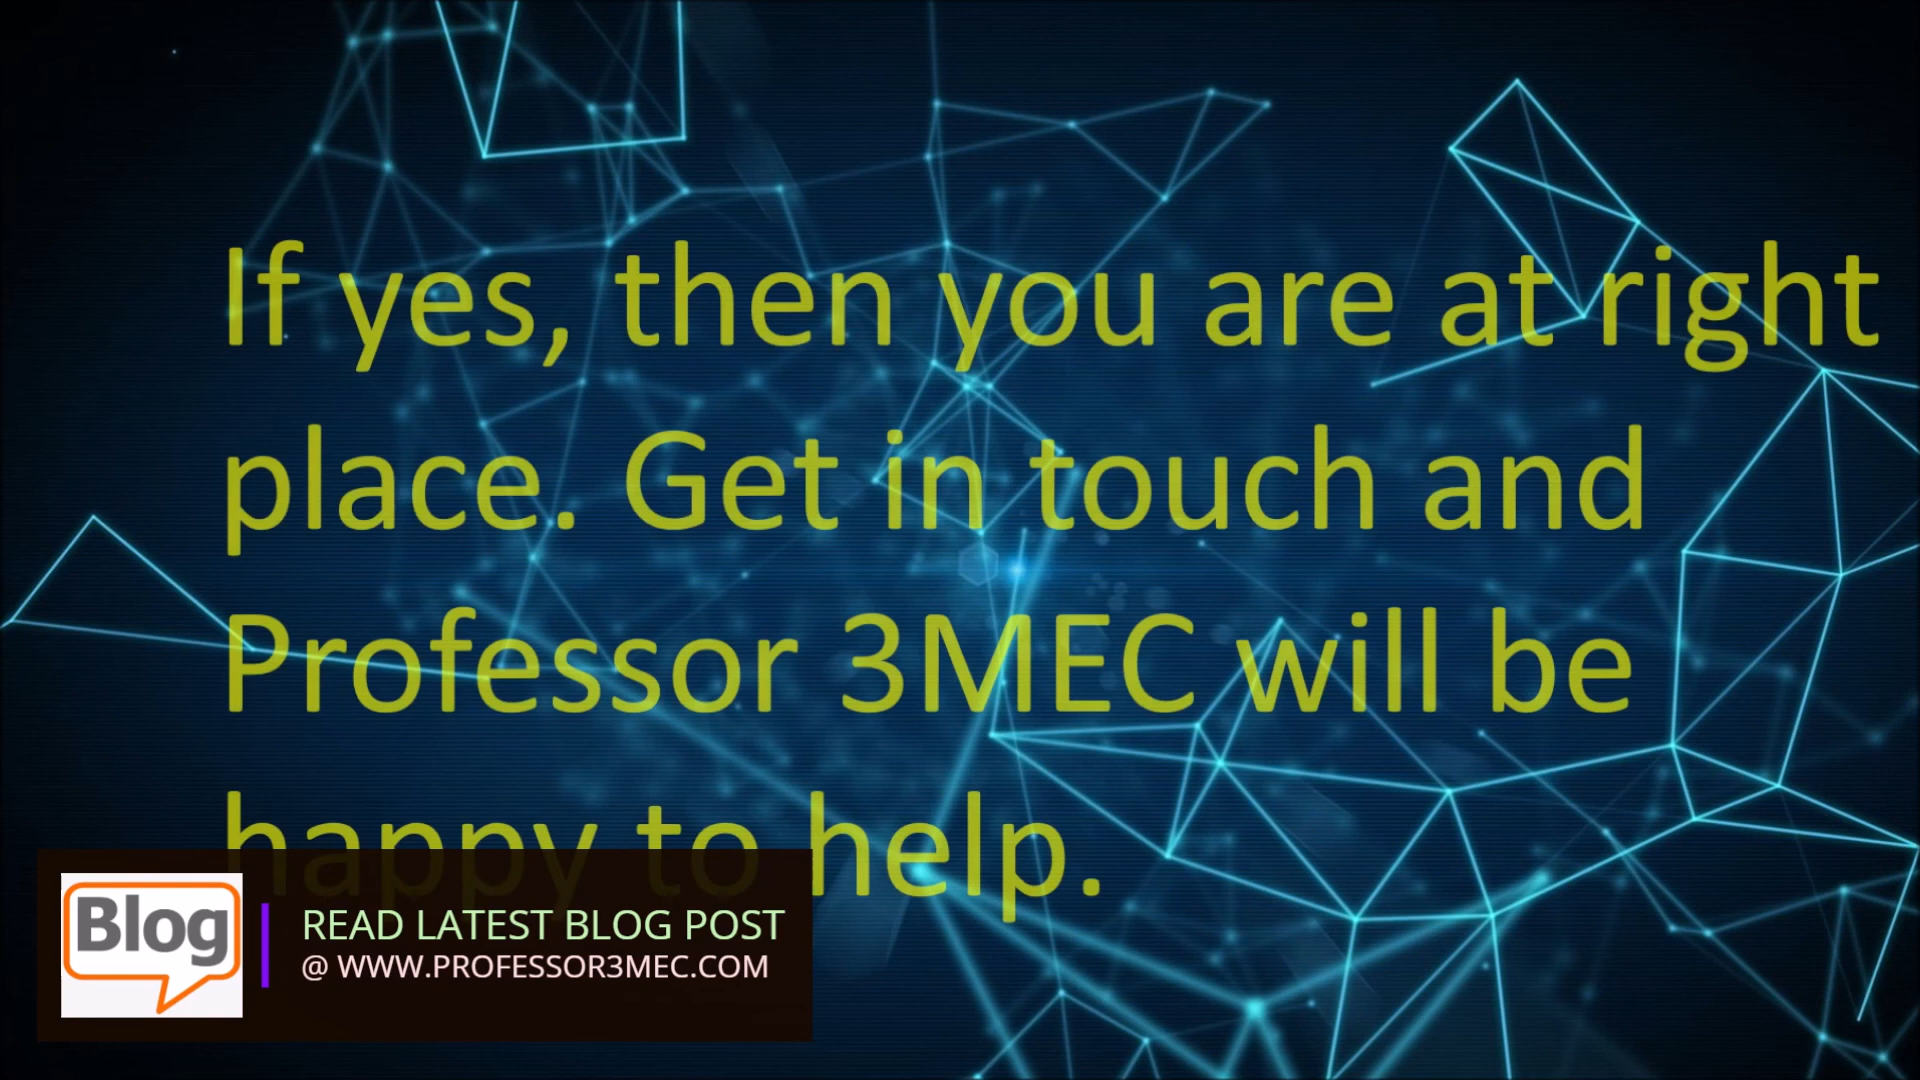 If yes, then you are at right
place. Get in touch and
Professor 3MEC will be
happy to help.
Blog
READ LATEST BLOG POST
@ WWW.PROFESSOR3MEC.COM